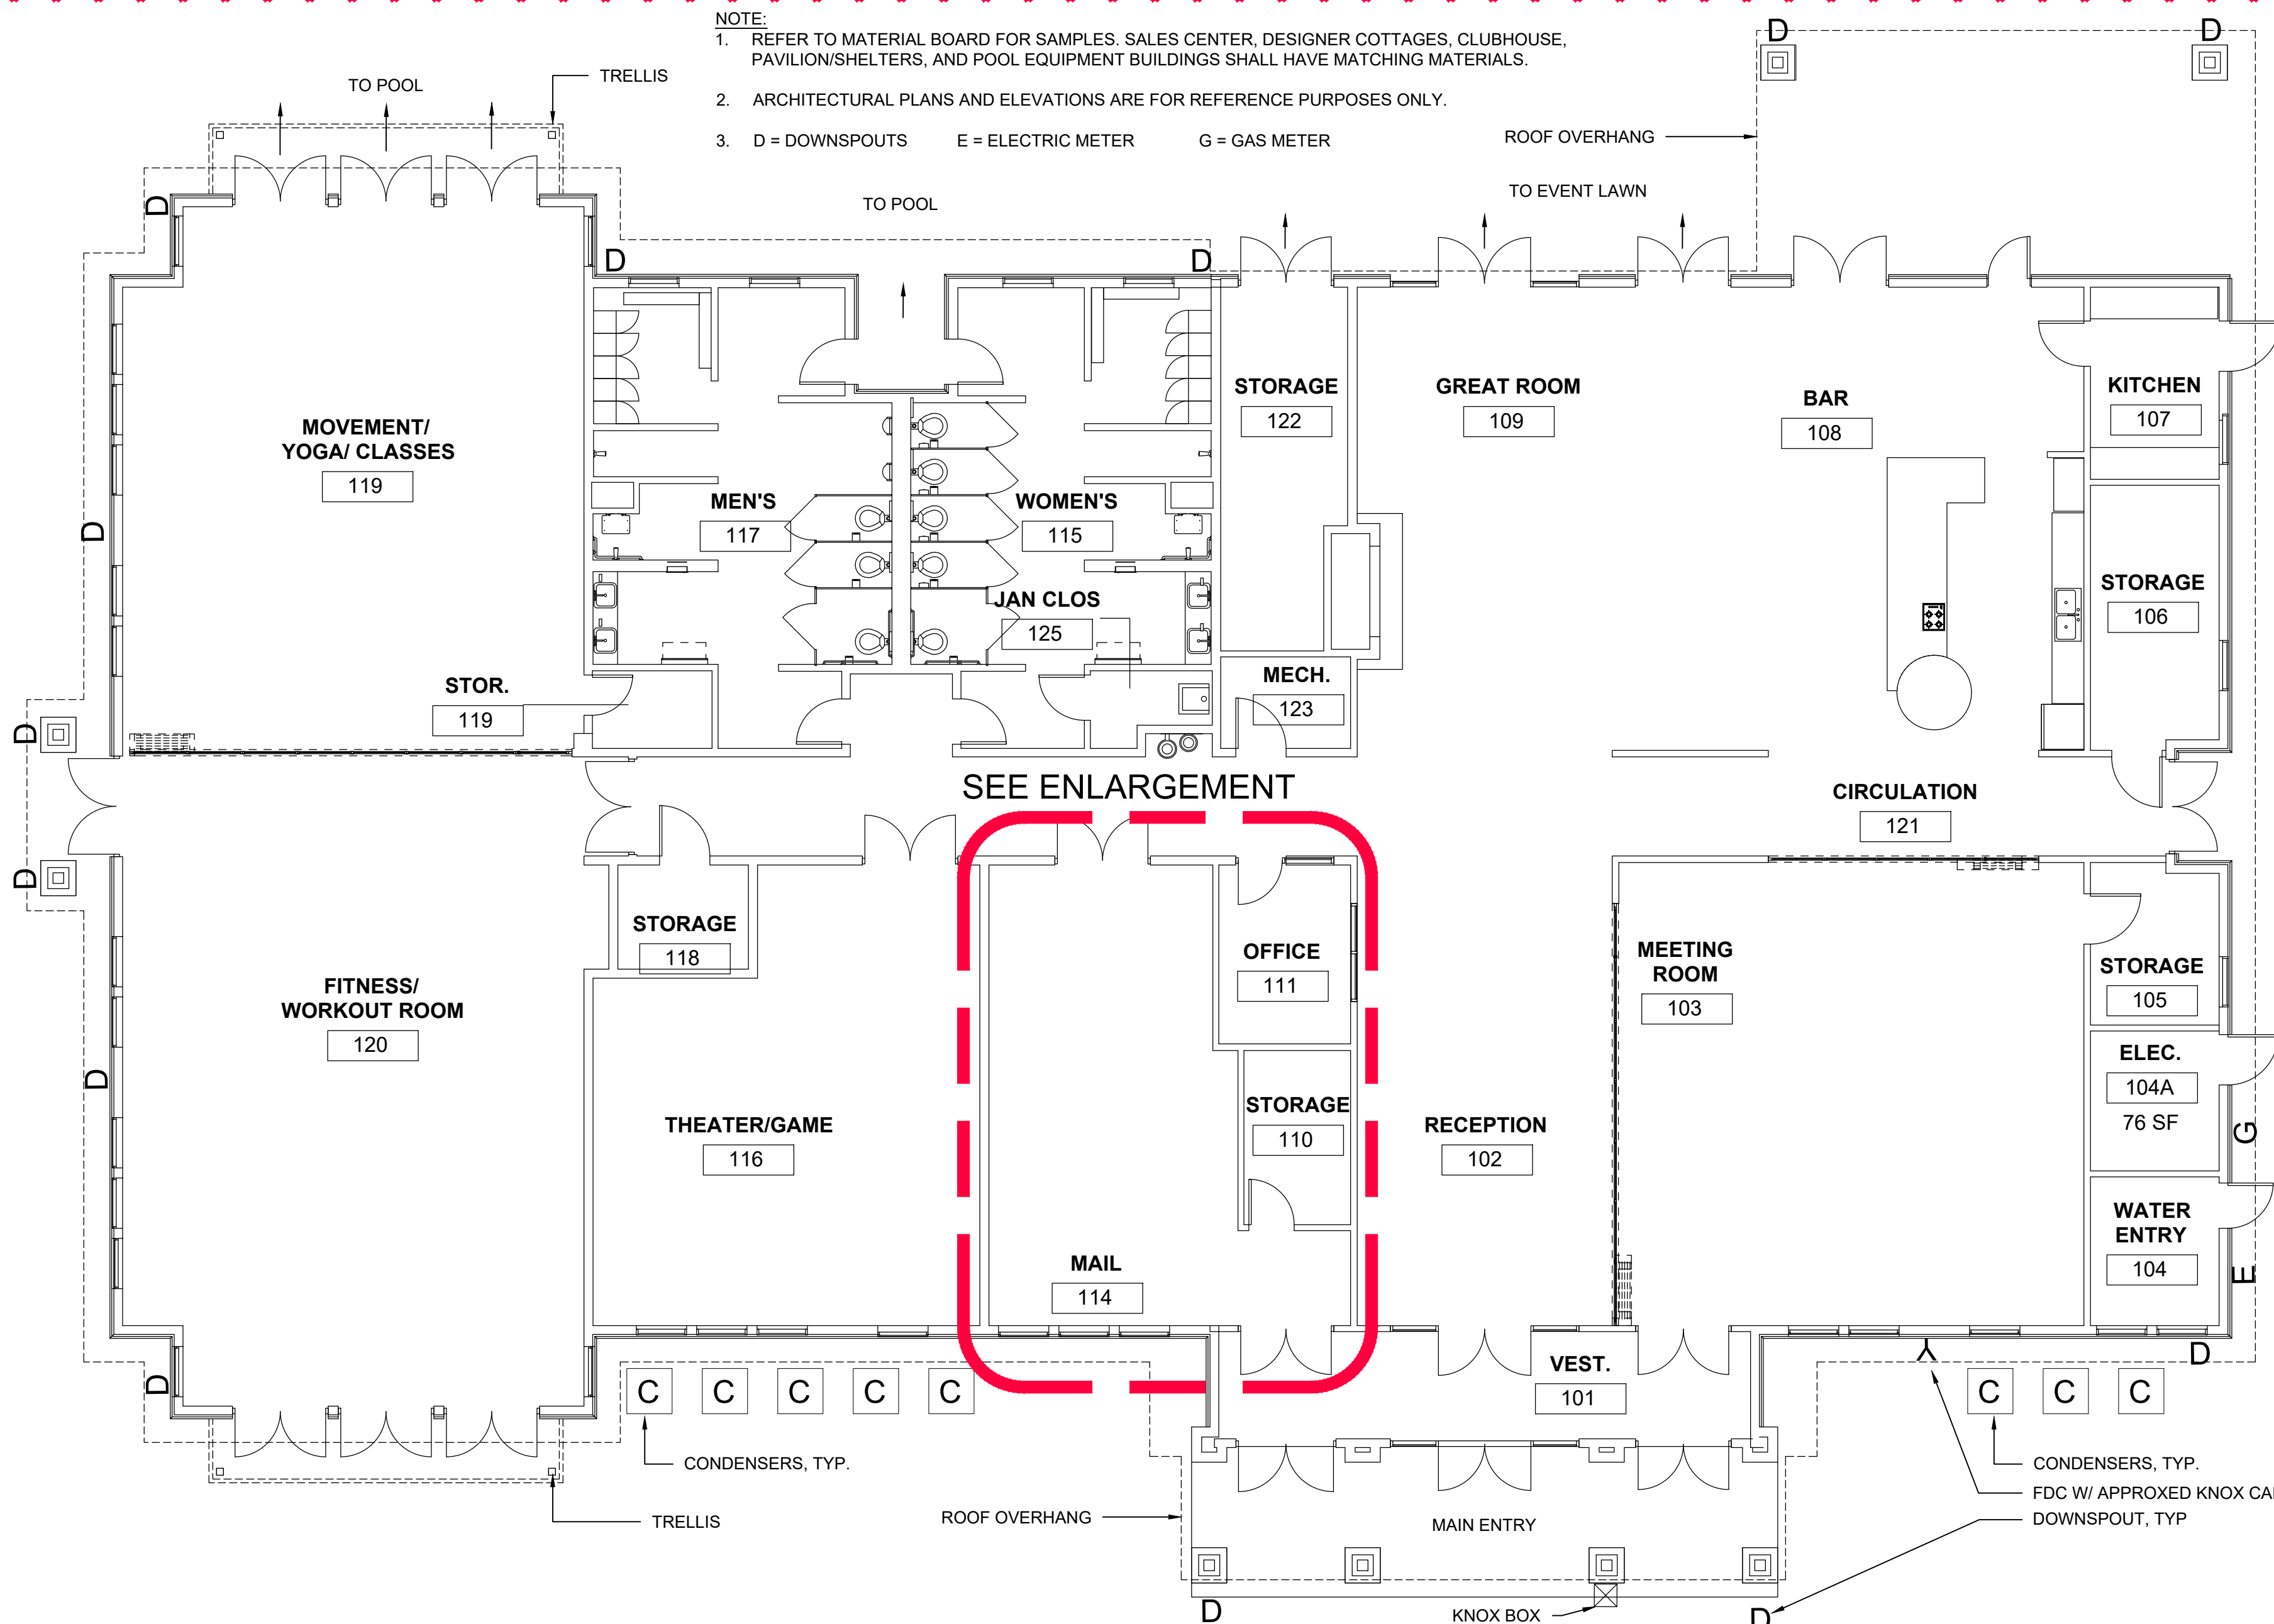 NOTE:
1. REFER TO MATERIAL BOARD FOR SAMPLES. SALES CENTER, DESIGNER COTTAGES, CLUBHOUSE,
PAVILION/SHELTERS, AND POOL EQUIPMENT BUILDINGS SHALL HAVE MATCHING MATERIALS.
2. ARCHITECTURAL PLANS AND ELEVATIONS ARE FOR REFERENCE PURPOSES ONLY.
3. D = DOWNSPOUTS E = ELECTRIC METER G = GAS METER
D
D
TRELLIS
TO POOL
ROOF OVERHANG
TO EVENT LAWN
TO POOL
D
D
D
MOVEMENT/
YOGA/ CLASSES
119
STORAGE
122
GREAT ROOM
109
BAR
108
KITCHEN
107
D
MEN'S
117
WOMEN'S
115
JAN CLOS
125
STORAGE
106
STOR.
119
MECH.
123
D
SEE ENLARGEMENT
CIRCULATION
121
D
STORAGE
118
OFFICE
111
MEETING
ROOM
103
STORAGE
105
FITNESS/
WORKOUT ROOM
120
D
ELEC.
104A
76 SF
G
THEATER/GAME
116
STORAGE
110
RECEPTION
102
WATER
ENTRY
104
E
MAIL
114
VEST.
101
D
D
C
C
C
C
C
C
C
C
CONDENSERS, TYP.
CONDENSERS, TYP.
FDC W/ APPROXED KNOX
DOWNSPOUT, TYP
TRELLIS
ROOF OVERHANG
MAIN ENTRY
KNOX BOX
D
D